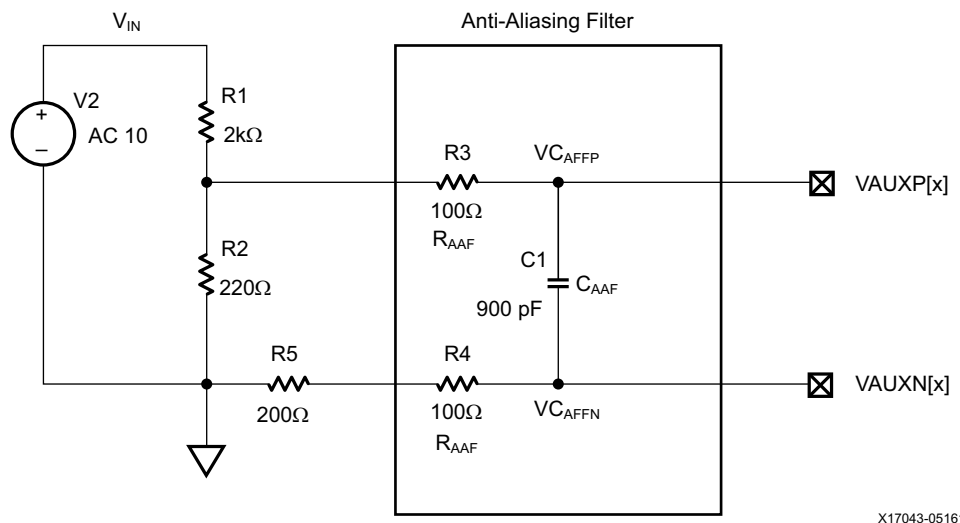 V_IN
Anti-Aliasing Filter
V2
+
–
AC 10
R1
2kΩ
R3
100Ω
R_AAF
VC_AFFP
VAUXP[x]
R2
220Ω
C1
C_AAF
900 pF
R5
200Ω
R4
100Ω
R_AAF
VC_AFFN
VAUXN[x]